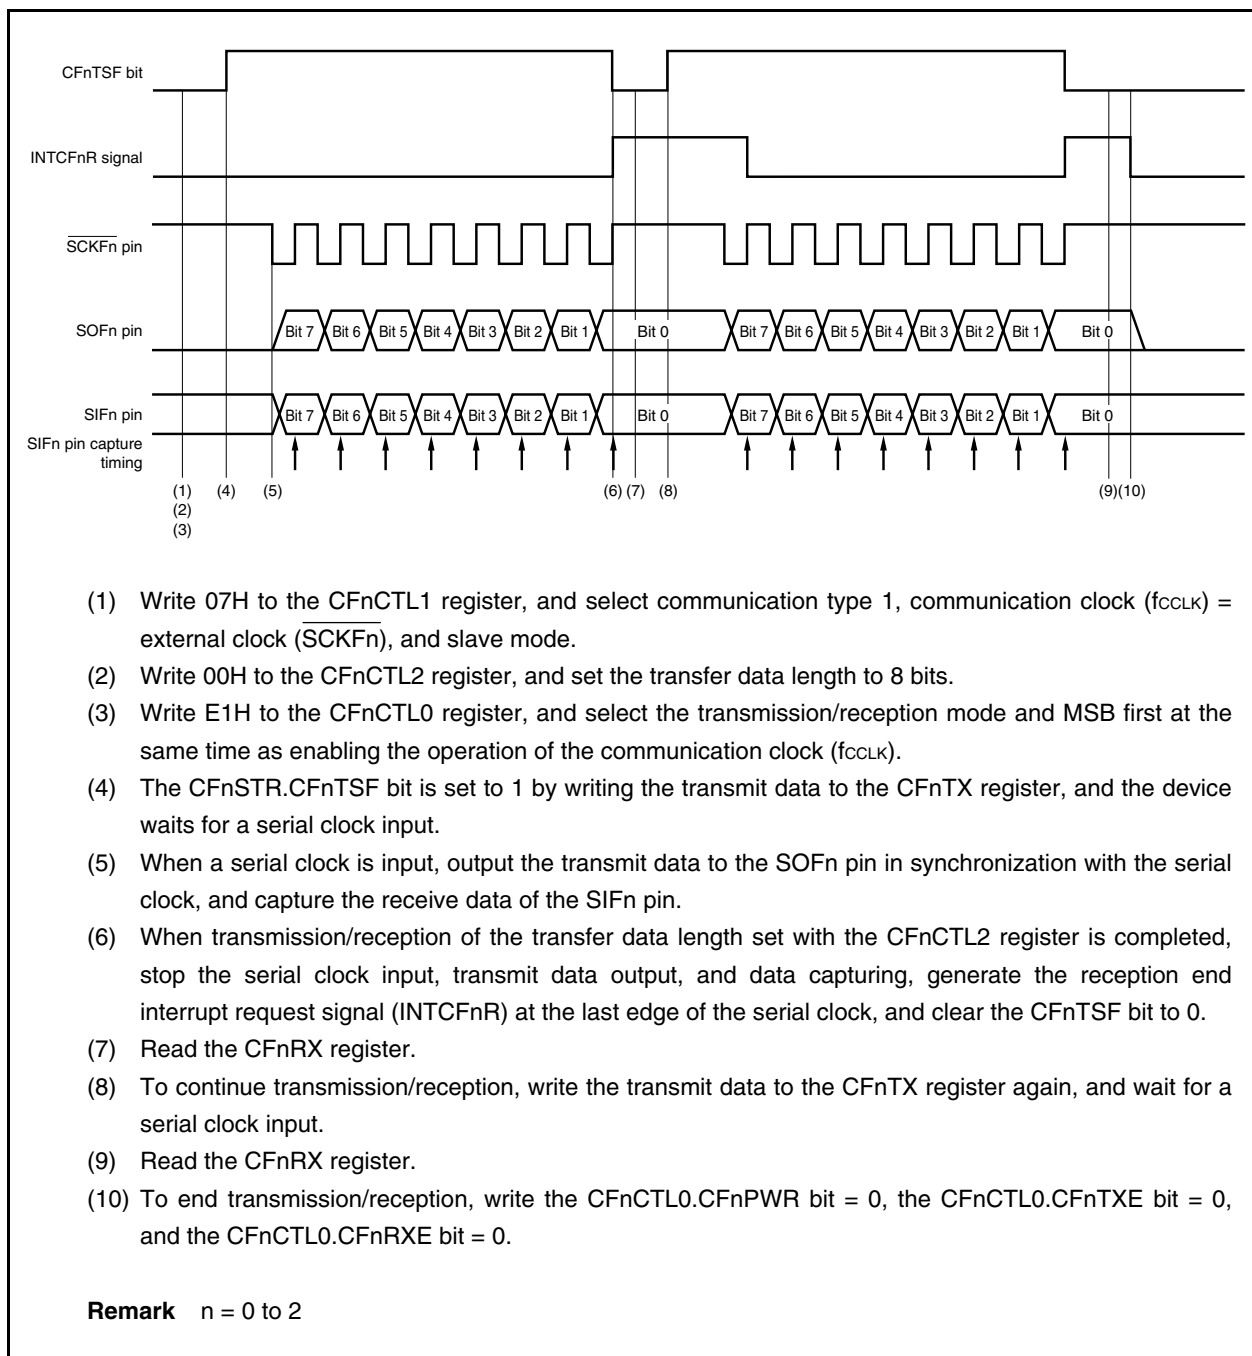 CFnTSF bit
INTCFnR signal
SCKFn pin
SOFn pin
Bit 7 Bit 6 Bit 5 Bit 4 Bit 3 Bit 2 Bit 1 Bit 0 Bit 7 Bit 6 Bit 5 Bit 4 Bit 3 Bit 2 Bit 1 Bit 0
SIFn pin
Bit 7 Bit 6 Bit 5 Bit 4 Bit 3 Bit 2 Bit 1 Bit 0 Bit 7 Bit 6 Bit 5 Bit 4 Bit 3 Bit 2 Bit 1 Bit 0
SIFn pin capture
timing
(1) (4) (5) (6) (7) (8) (9) (10)
(2)
(3)
(1) Write 07H to the CFnCTL1 register, and select communication type 1, communication clock (fCCLK) =
external clock (SCKFn), and slave mode.
(2) Write 00H to the CFnCTL2 register, and set the transfer data length to 8 bits.
(3) Write E1H to the CFnCTL0 register, and select the transmission/reception mode and MSB first at the
same time as enabling the operation of the communication clock (fCCLK).
(4) The CFnSTR.CFnTSF bit is set to 1 by writing the transmit data to the CFnTX register, and the device
waits for a serial clock input.
(5) When a serial clock is input, output the transmit data to the SOFn pin in synchronization with the serial
clock, and capture the receive data of the SIFn pin.
(6) When transmission/reception of the transfer data length set with the CFnCTL2 register is completed,
stop the serial clock input, transmit data output, and data capturing, generate the reception end
interrupt request signal (INTCFnR) at the last edge of the serial clock, and clear the CFnTSF bit to 0.
(7) Read the CFnRX register.
(8) To continue transmission/reception, write the transmit data to the CFnTX register again, and wait for a
serial clock input.
(9) Read the CFnRX register.
(10) To end transmission/reception, write the CFnCTL0.CFnPWR bit = 0, the CFnCTL0.CFnTXE bit = 0,
and the CFnCTL0.CFnRXE bit = 0.
Remark n = 0 to 2